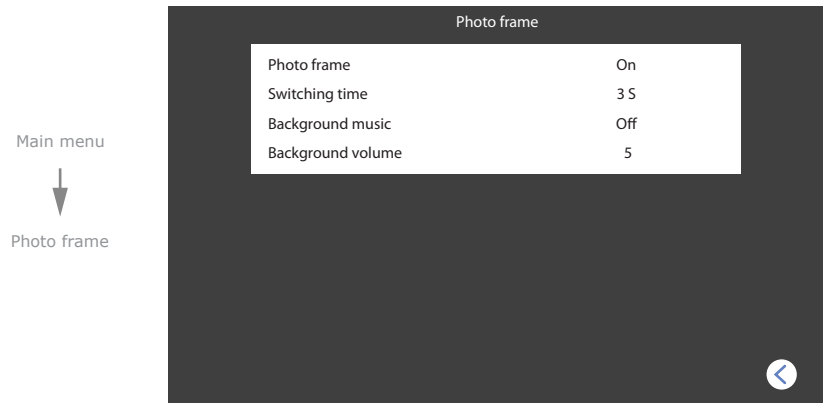 Photo frame
Photo frame On
Switching time 3 S
Background music Off
Background volume 5
Main menu
Photo frame